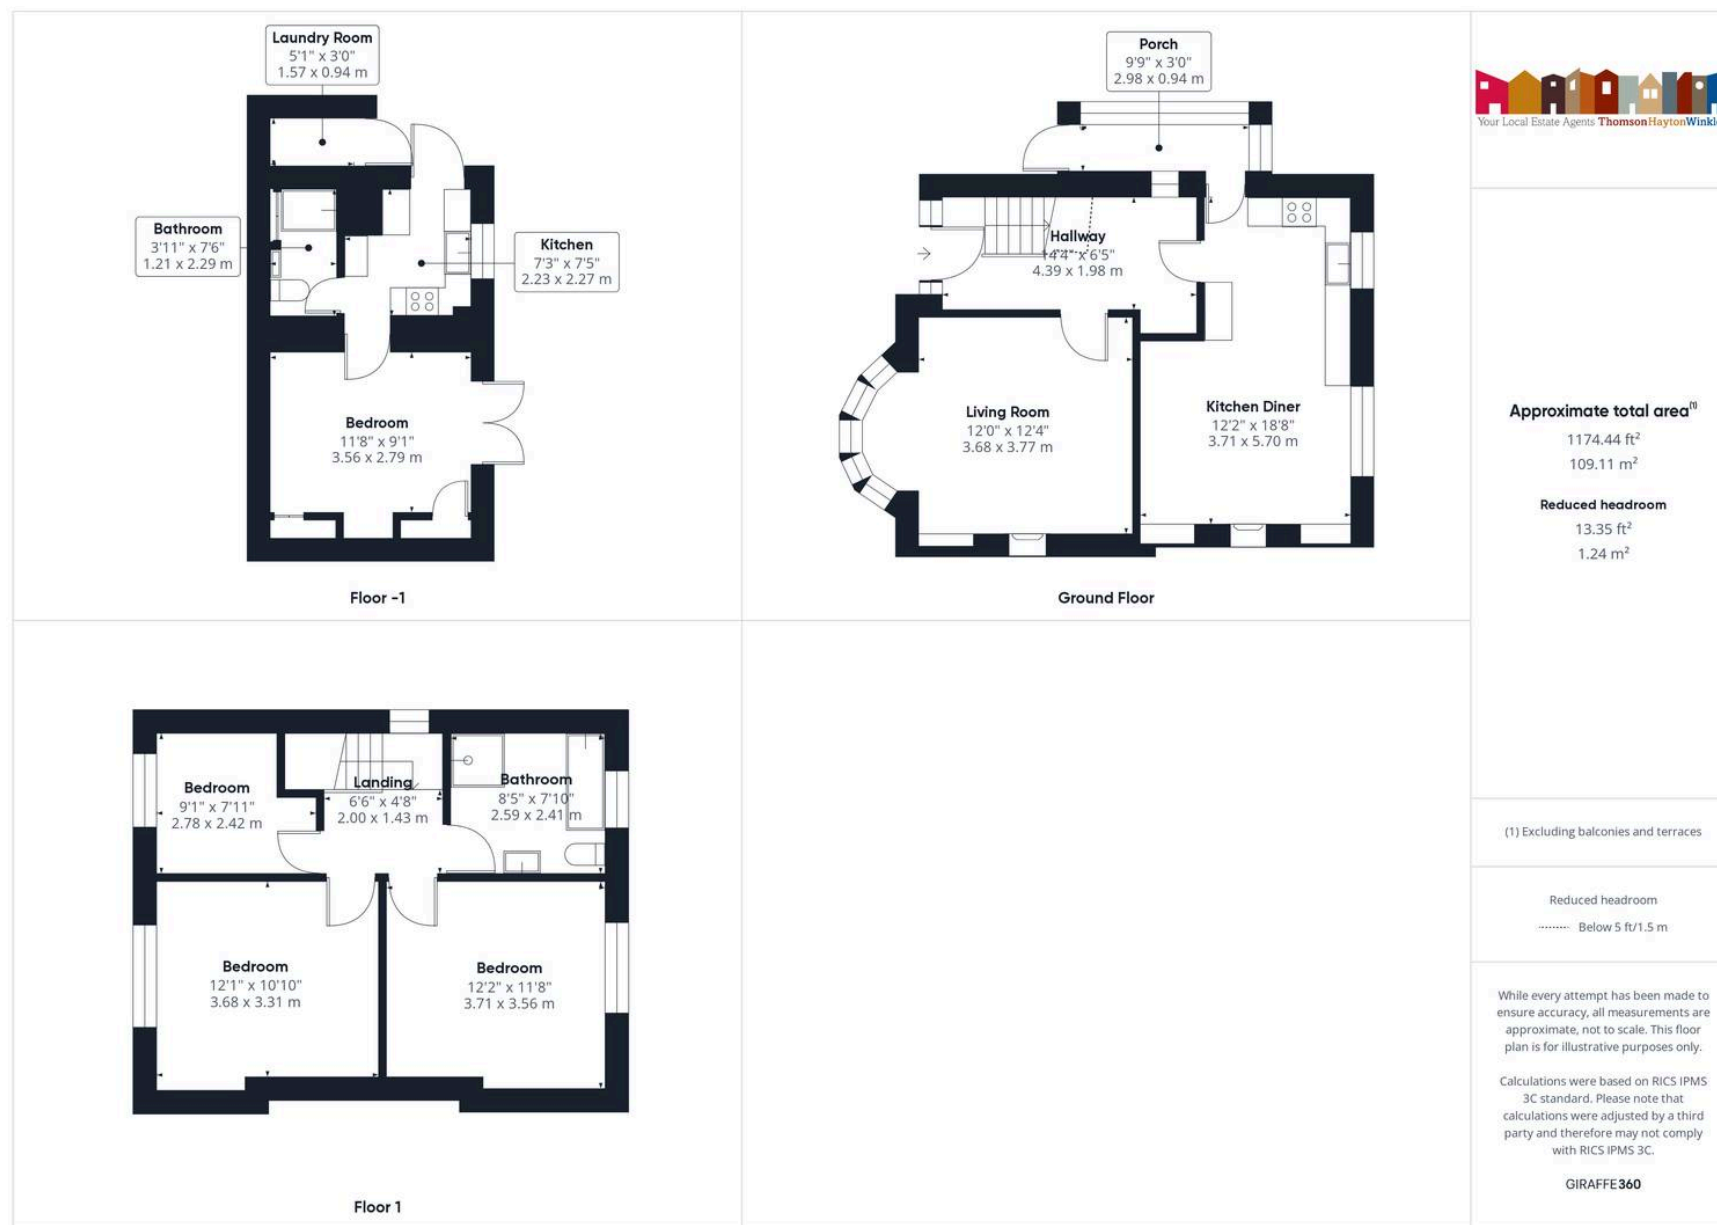 Laundry Room
5'1" x 3'0"
1.57 x 0.94 m
Bathroom
3'11" x 7'6"
1.21 x 2.29 m
Kitchen
7'3" x 7'5"
2.23 x 2.27 m
Bedroom
11'8" x 9'1"
3.56 x 2.79 m
Floor -1
Porch
9'9" x 3'0"
2.98 x 0.94 m
Hallway
14'4" x 6'5"
4.39 x 1.98 m
Living Room
12'0" x 12'4"
3.68 x 3.77 m
Kitchen Diner
12'2" x 18'8"
3.71 x 5.70 m
Ground Floor
Bedroom
9'1" x 7'11"
2.78 x 2.42 m
Landing
6'6" x 4'8"
2.00 x 1.43 m
Bathroom
8'5" x 7'10"
2.59 x 2.41 m
Bedroom
12'1" x 10'10"
3.68 x 3.31 m
Bedroom
12'2" x 11'8"
3.71 x 3.56 m
Floor 1
Your Local Estate Agents ThomsonHaytonWinkl
Approximate total area⁽¹⁾
1174.44 ft²
109.11 m²
Reduced headroom
13.35 ft²
1.24 m²
(1) Excluding balconies and terraces
Reduced headroom
Below 5 ft/1.5 m
While every attempt has been made to
ensure accuracy, all measurements are
approximate, not to scale. This floor
plan is for illustrative purposes only.
Calculations were based on RICS IPMS
3C standard. Please note that
calculations were adjusted by a third
party and therefore may not comply
with RICS IPMS 3C.
GIRAFFE360